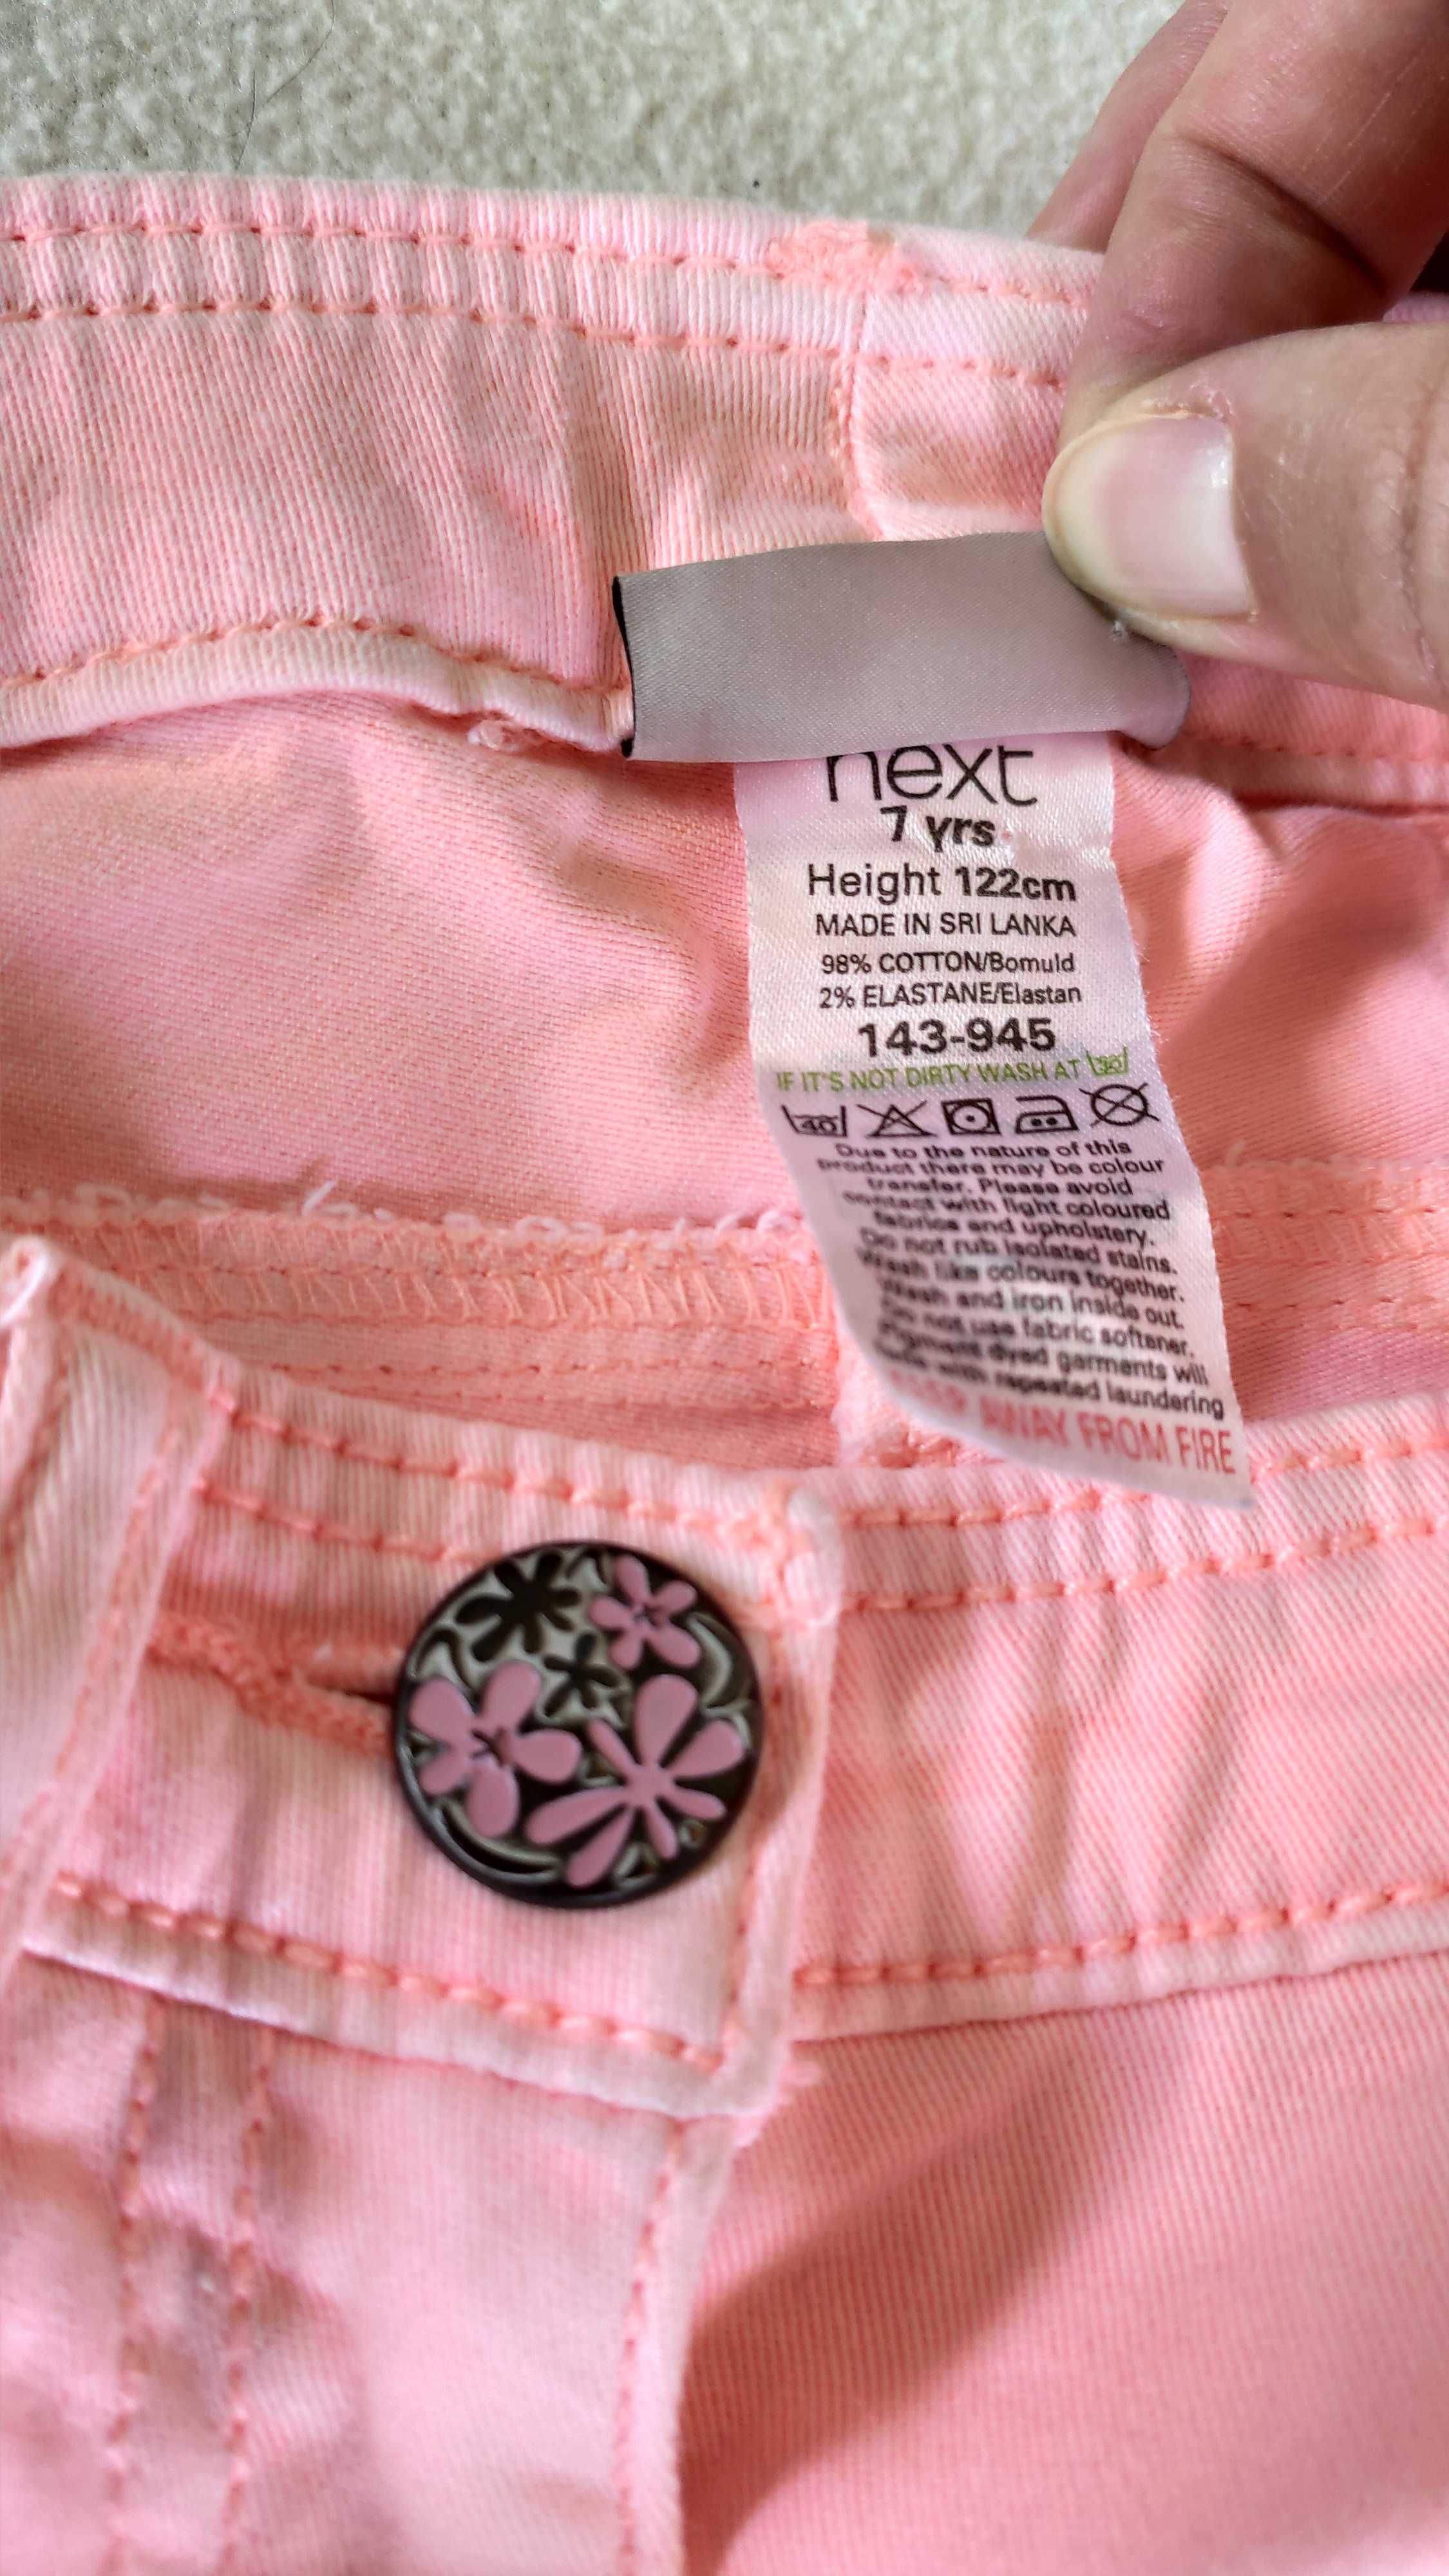 next
7 yrs
Height 122cm
MADE IN SRI LANKA
98% COTTON/Bomuld
2% ELASTANE/Elastan
143-945
IF IT'S NOT DIRTY WASH AT 30
40
Due to the nature of this
product there may be colour
transfer. Please avoid
contact with light coloured
fabrics and upholstery.
Do not rub isolated stains.
Wash like colours together.
Wash and iron inside out.
Do not use fabric softener.
Pigment dyed garments will
fade with repeated laundering
KEEP AWAY FROM FIRE